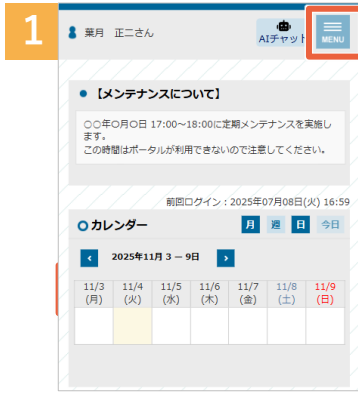 1
葉月 正二さん
AIチャット
MENU
【メンテナンスについて】
○○年○月○日 17:00～18:00に定期メンテナンスを実施し
ます。
この時間はポータルが利用できないので注意してください。
前回ログイン：2025年07月08日(火) 16:59
カレンダー 月 週 日 今日
2025年11月 3 － 9日
11/3 11/4 11/5 11/6 11/7 11/8 11/9
(月) (火) (水) (木) (金) (土) (日)